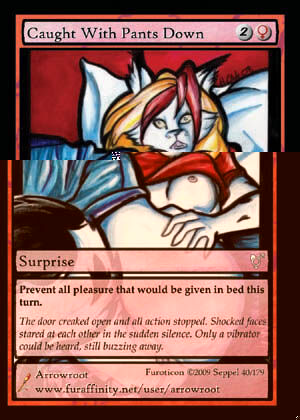 Caught With Pants Down 2
Surprise
Prevent all pleasure that would be given in bed this
turn.
The door creaked open and all action stopped. Shocked faces
stared at each other in the sudden silence. Only a vibrator
could be heard, still buzzing away.
Furoticon ©2009 Seppel 40/179
Arrowroot
www.furaffinity.net/user/arrowroot